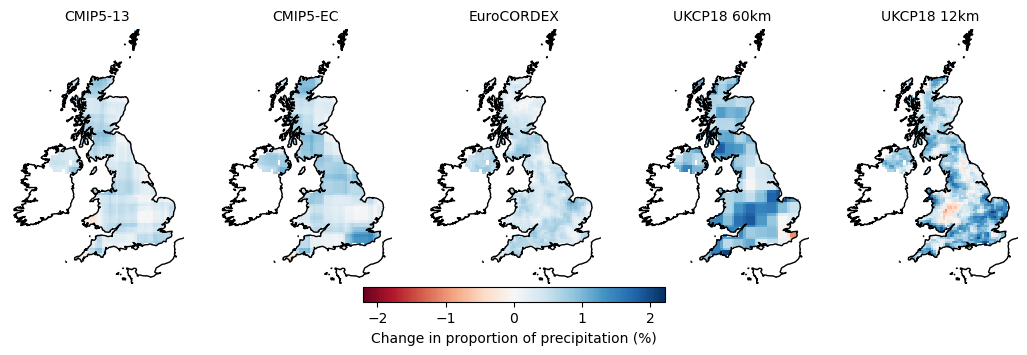 CMIP5-13 CMIP5-EC EuroCORDEX UKCP18 60km UKCP18 12km
−2 −1 0 1 2
Change in proportion of precipitation (%)